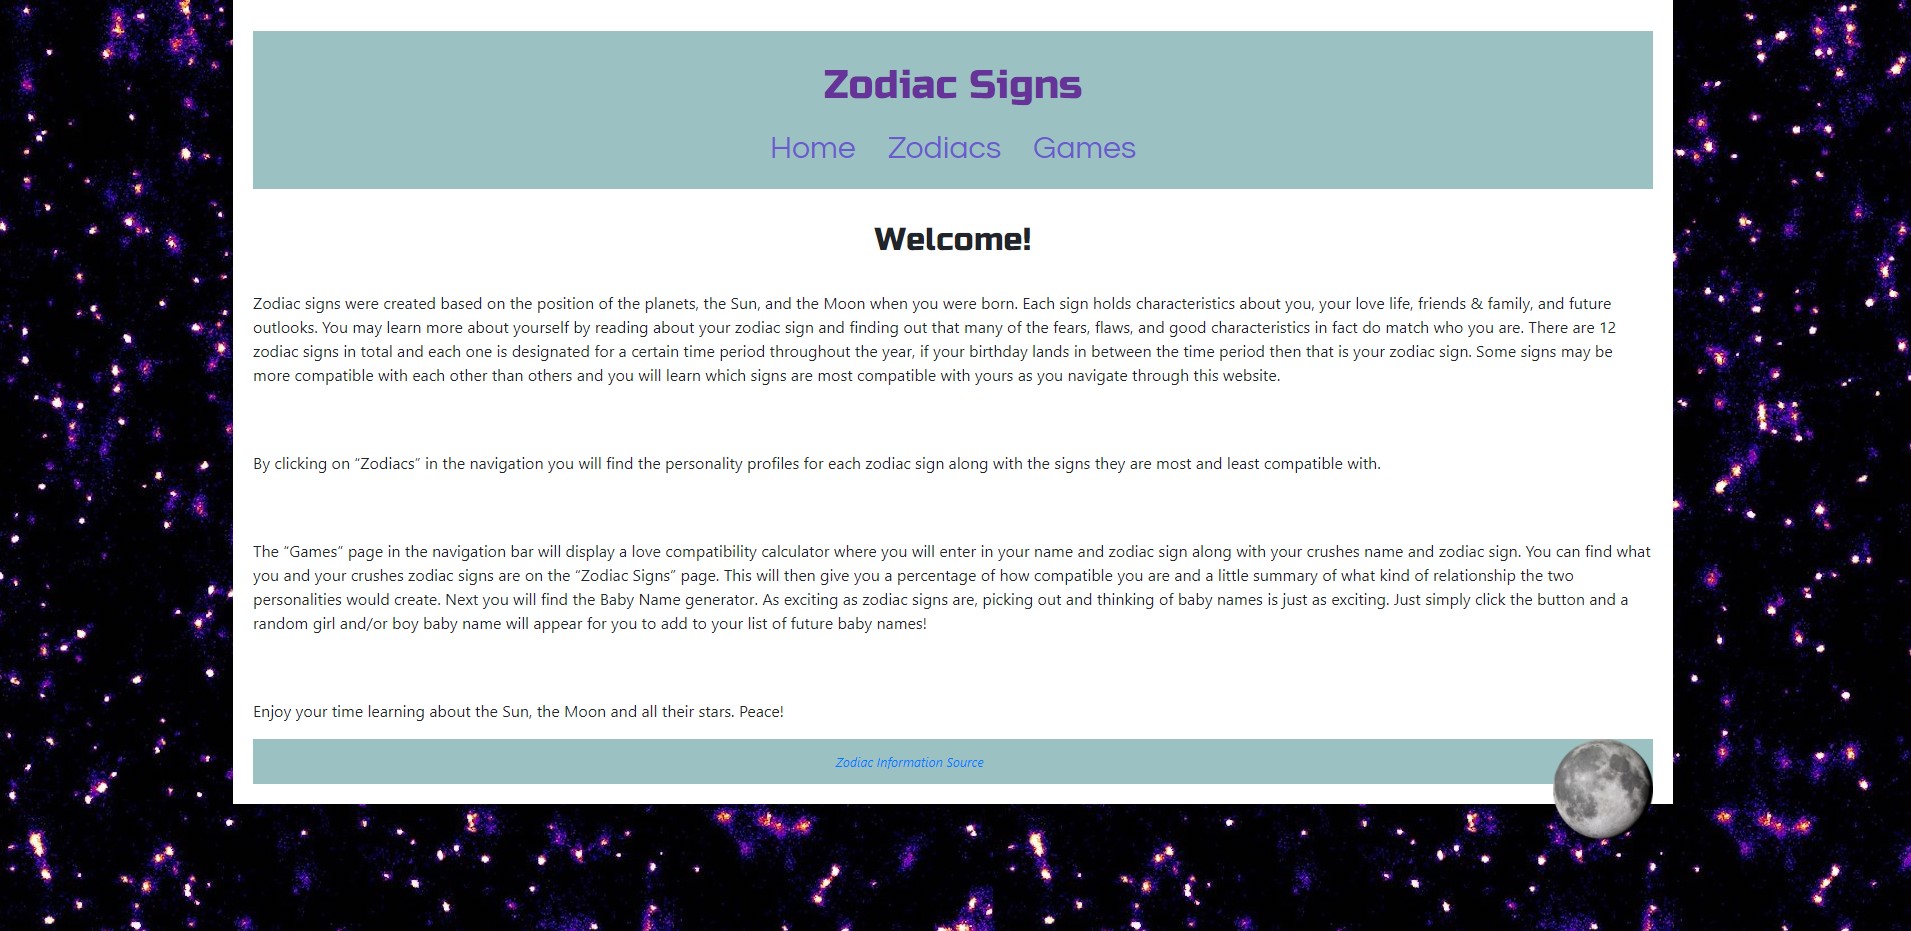 Zodiac Signs
Home Zodiacs Games
Welcome!
Zodiac signs were created based on the position of the planets, the Sun, and the Moon when you were born. Each sign holds characteristics about you, your love life, friends & family, and future
outlooks. You may learn more about yourself by reading about your zodiac sign and finding out that many of the fears, flaws, and good characteristics in fact do match who you are. There are 12
zodiac signs in total and each one is designated for a certain time period throughout the year, if your birthday lands in between the time period then that is your zodiac sign. Some signs may be
more compatible with each other than others and you will learn which signs are most compatible with yours as you navigate through this website.
By clicking on “Zodiacs” in the navigation you will find the personality profiles for each zodiac sign along with the signs they are most and least compatible with.
The “Games” page in the navigation bar will display a love compatibility calculator where you will enter in your name and zodiac sign along with your crushes name and zodiac sign. You can find what
you and your crushes zodiac signs are on the “Zodiac Signs” page. This will then give you a percentage of how compatible you are and a little summary of what kind of relationship the two
personalities would create. Next you will find the Baby Name generator. As exciting as zodiac signs are, picking out and thinking of baby names is just as exciting. Just simply click the button and a
random girl and/or boy baby name will appear for you to add to your list of future baby names!
Enjoy your time learning about the Sun, the Moon and all their stars. Peace!
Zodiac Information Source